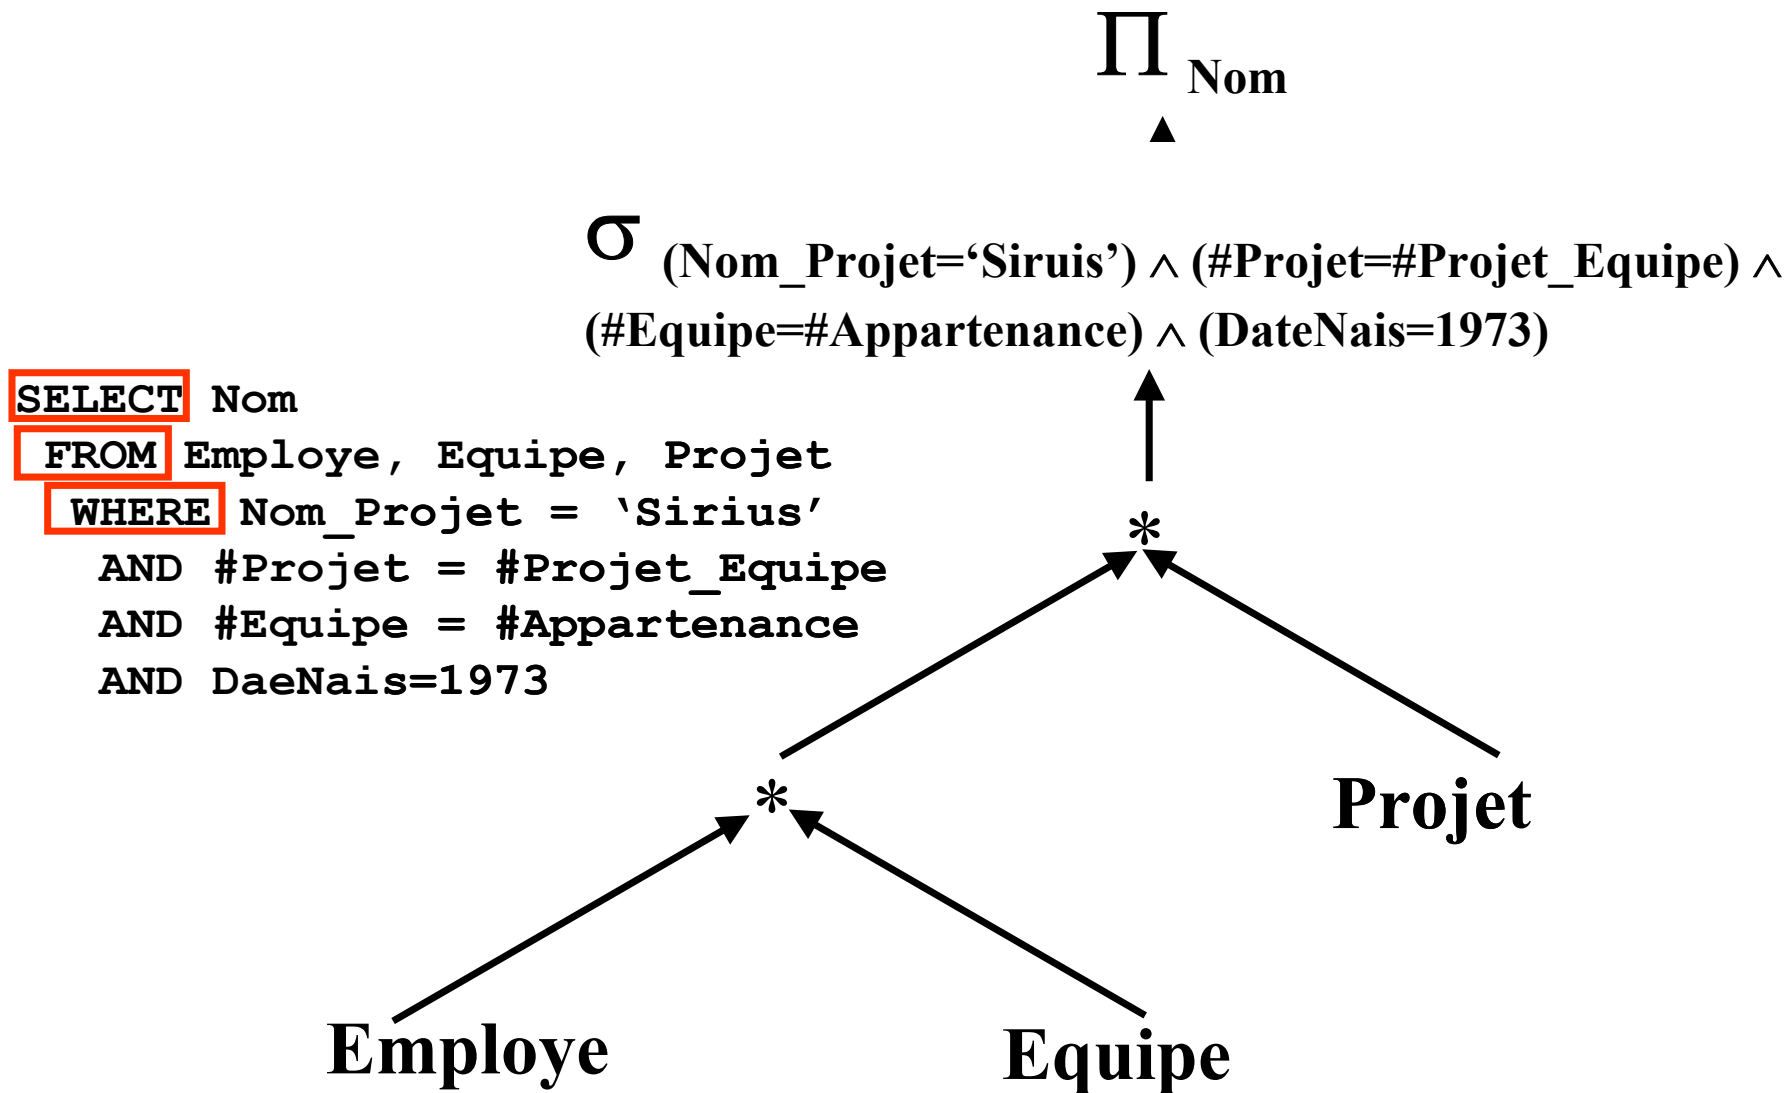 Π Nom
σ (Nom_Projet=‘Siruis’) ∧ (#Projet=#Projet_Equipe) ∧
(#Equipe=#Appartenance) ∧ (DateNais=1973)
SELECT Nom
FROM Employe, Equipe, Projet
WHERE Nom_Projet = ‘Sirius’
AND #Projet = #Projet_Equipe
AND #Equipe = #Appartenance
AND DaeNais=1973
*
*
Projet
Employe
Equipe